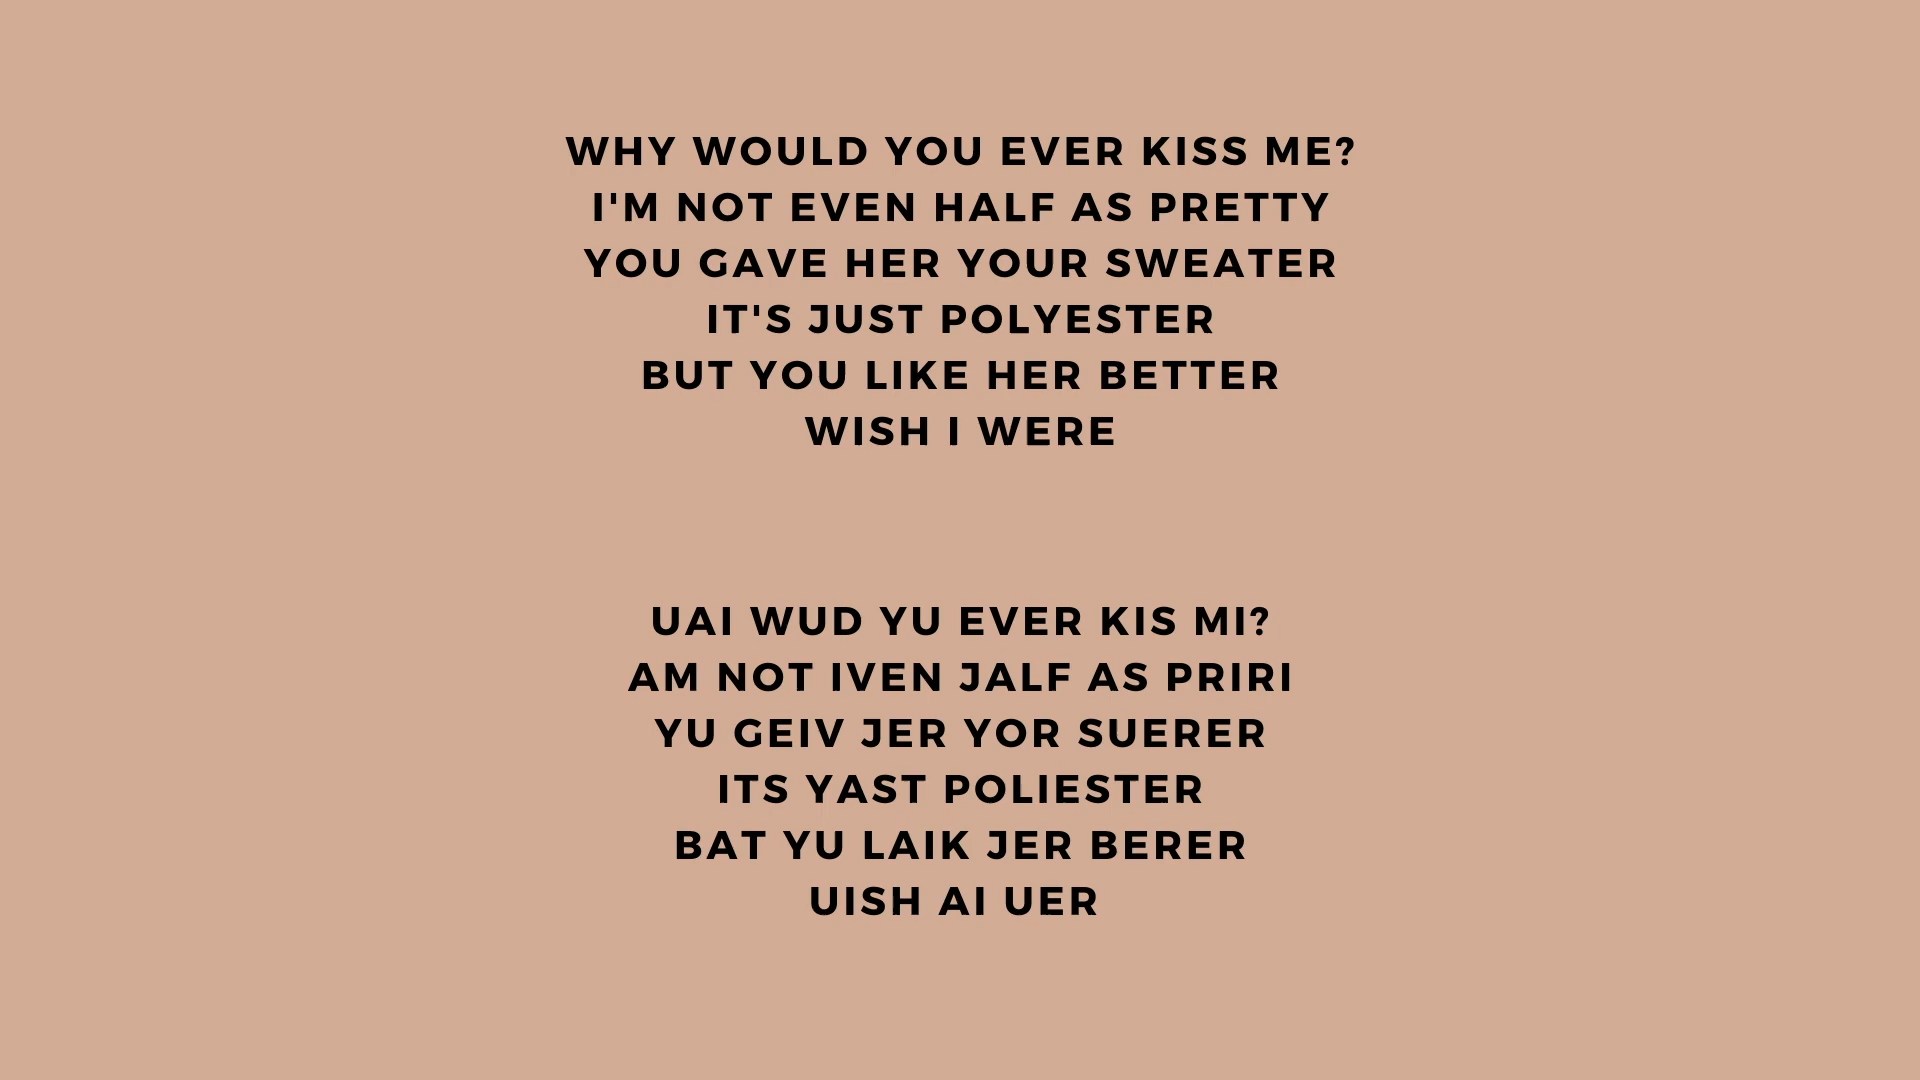 WHY WOULD YOU EVER KISS ME?
I'M NOT EVEN HALF AS PRETTY
YOU GAVE HER YOUR SWEATER
IT'S JUST POLYESTER
BUT YOU LIKE HER BETTER
WISH I WERE
UAI WUD YU EVER KIS MI?
AM NOT IVEN JALF AS PRIRI
YU GEIV JER YOR SUERER
ITS YAST POLIESTER
BAT YU LAIK JER BERER
UISH AI UER